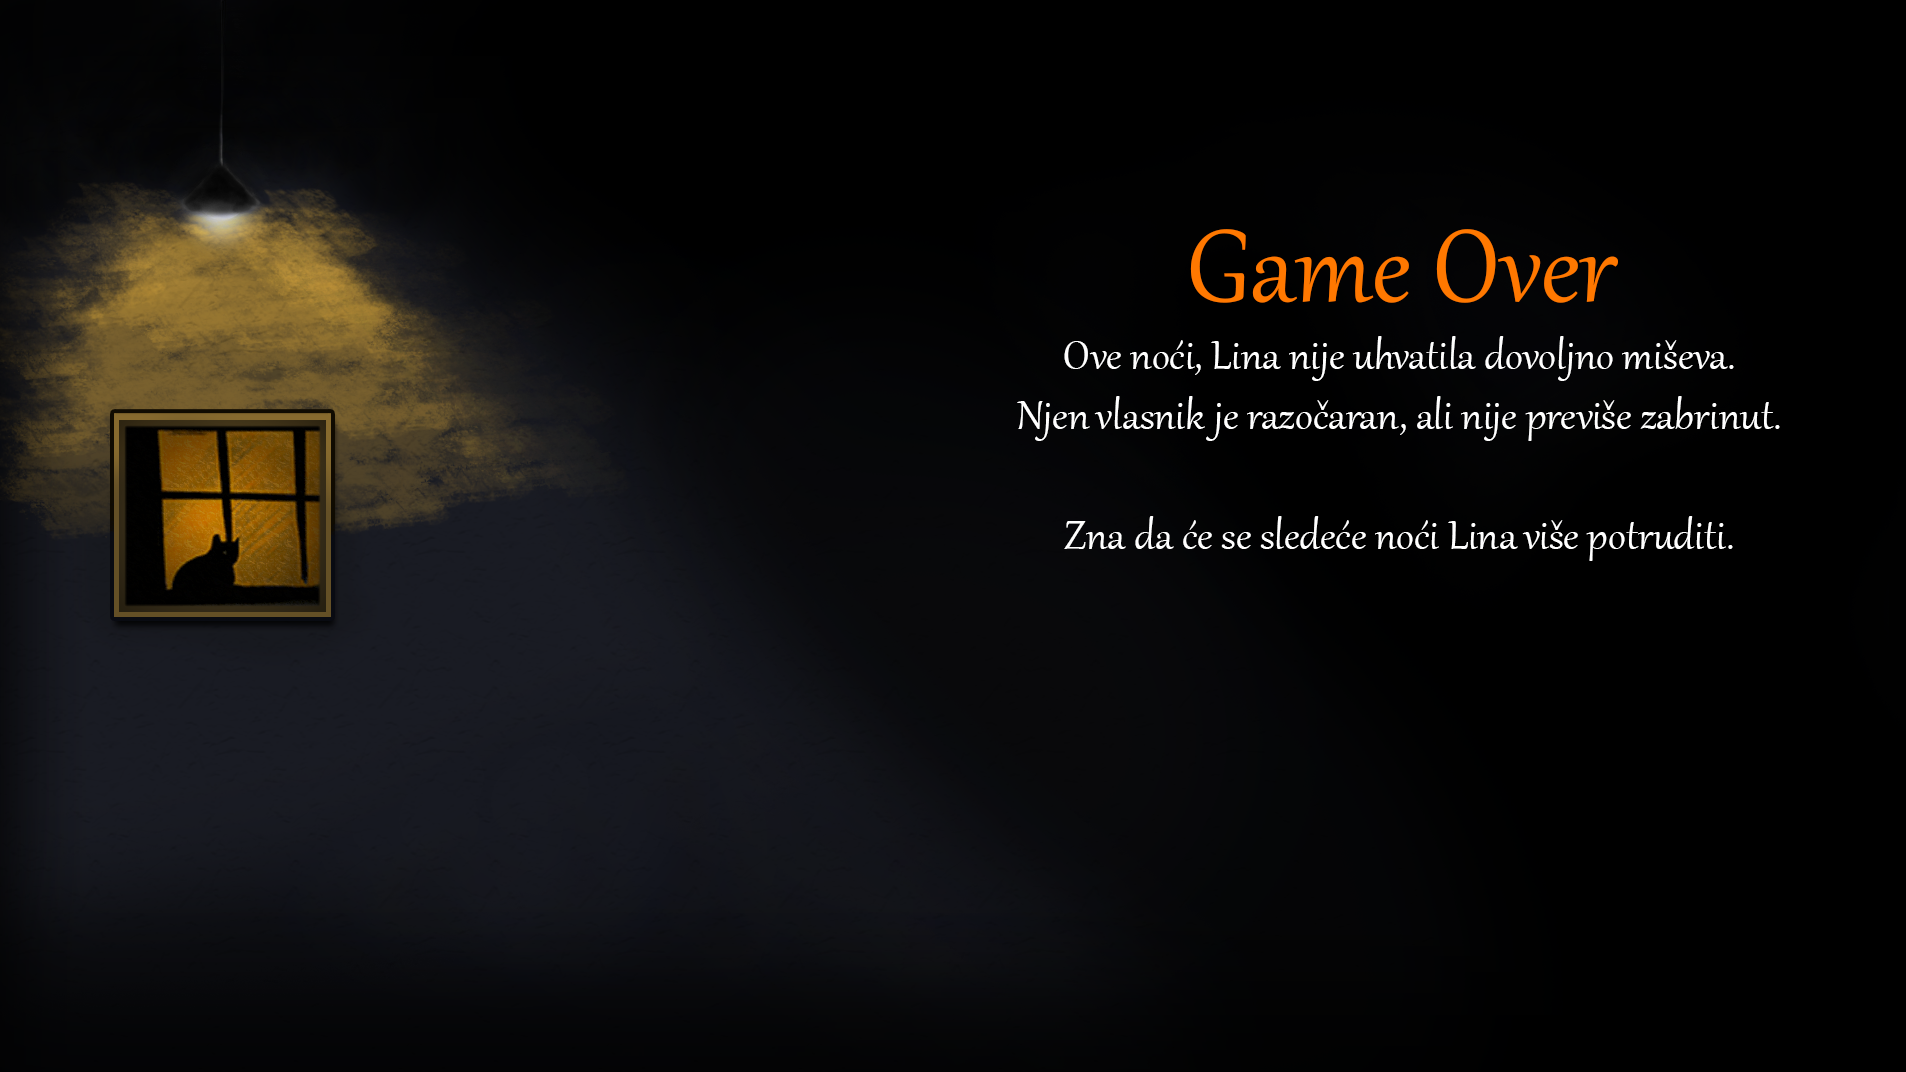 Game Over
Ove noći, Lina nije uhvatila dovoljno miševa.
Njen vlasnik je razočaran, ali nije previše zabrinut.
Zna da će se sledeće noći Lina više potruditi.